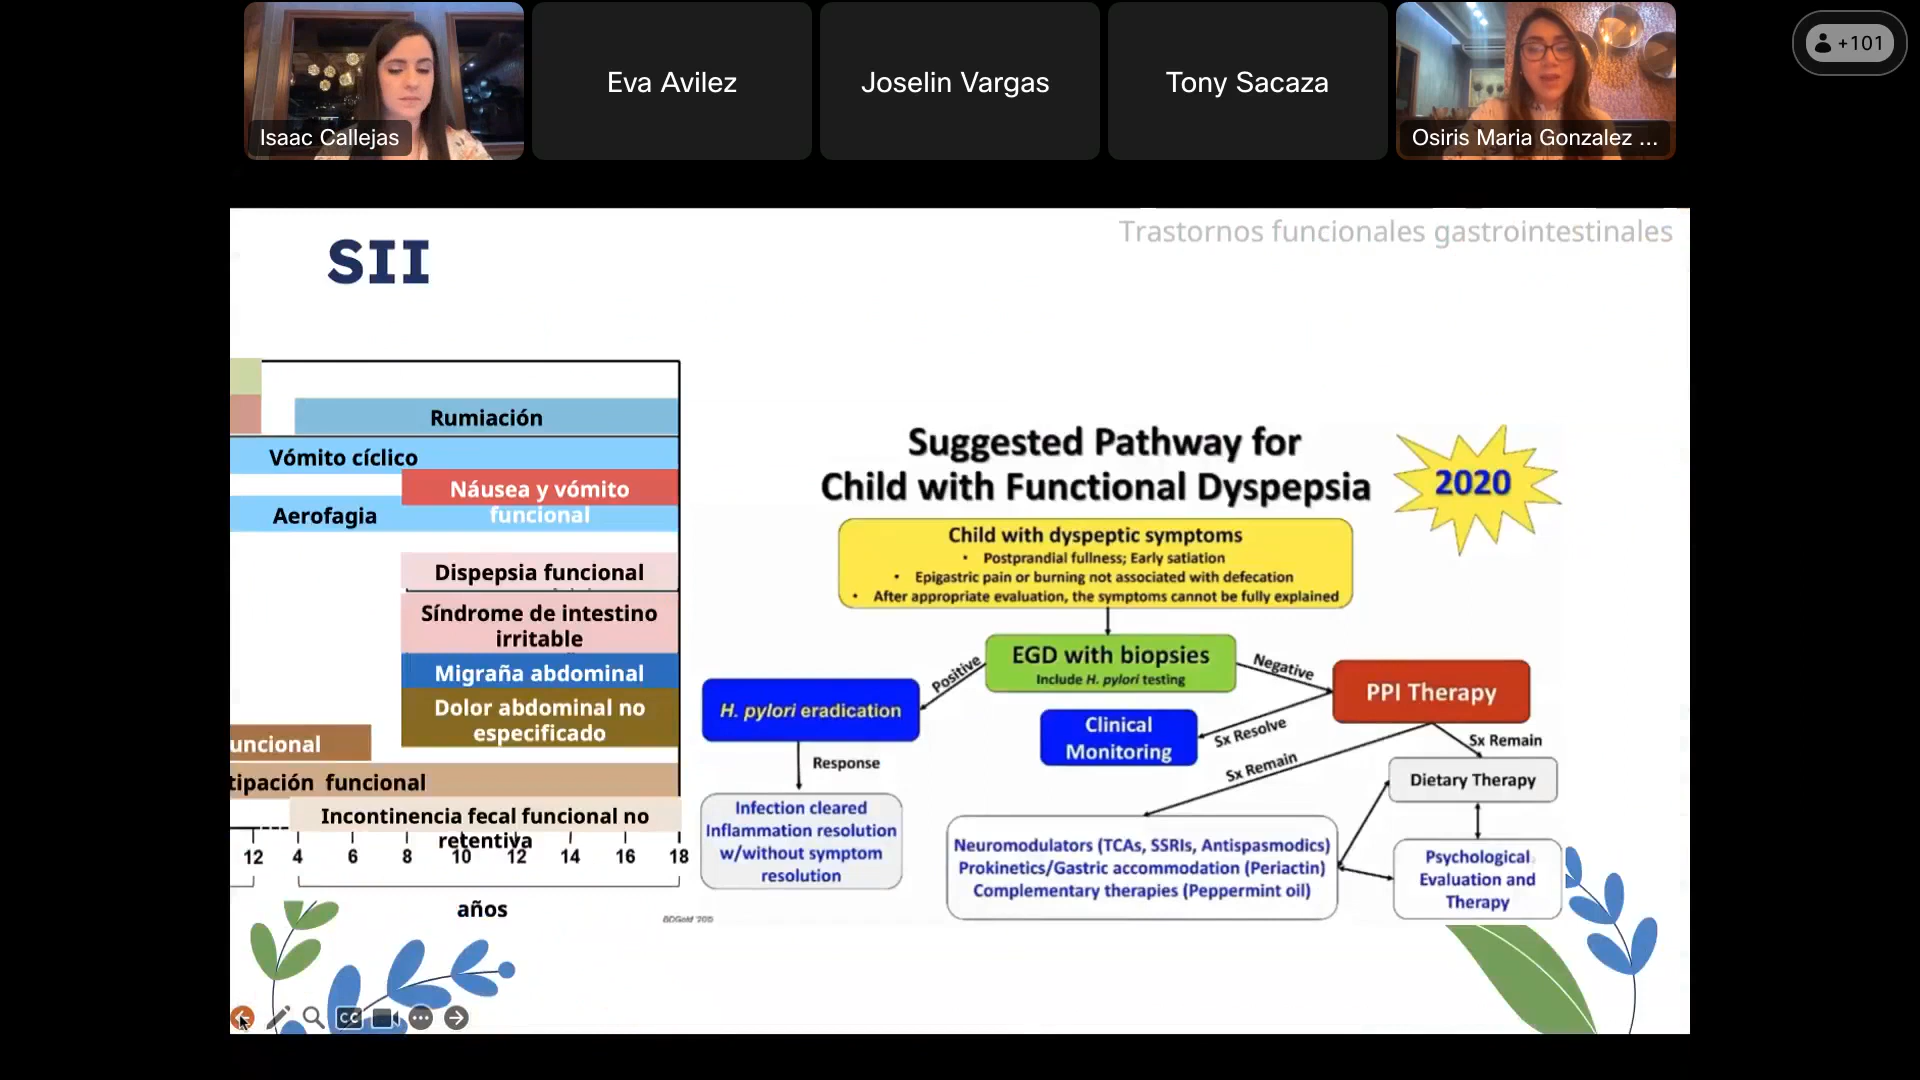 Isaac Callejas
Eva Avilez
Joselin Vargas
Tony Sacaza
Osiris Maria Gonzalez ...
+101
Trastornos funcionales gastrointestinales
SII
Rumiación
Vómito cíclico
Náusea y vómito
funcional
Aerofagia
Dispepsia funcional
Síndrome de intestino
irritable
Migraña abdominal
Dolor abdominal no
especificado
uncional
tipación funcional
Incontinencia fecal funcional no
retentiva
12 4 6 8 10 12 14 16 18
años
Suggested Pathway for
Child with Functional Dyspepsia
2020
Child with dyspeptic symptoms
• Postprandial fullness; Early satiation
• Epigastric pain or burning not associated with defecation
• After appropriate evaluation, the symptoms cannot be fully explained
EGD with biopsies
Include H. pylori testing
Positive
Negative
H. pylori eradication
PPI Therapy
Clinical
Monitoring
Sx Resolve
Sx Remain
Sx Remain
Response
Dietary Therapy
Infection cleared
Inflammation resolution
w/without symptom
resolution
Neuromodulators (TCAs, SSRIs, Antispasmodics)
Prokinetics/Gastric accommodation (Periactin)
Complementary therapies (Peppermint oil)
Psychological
Evaluation and
Therapy
CC